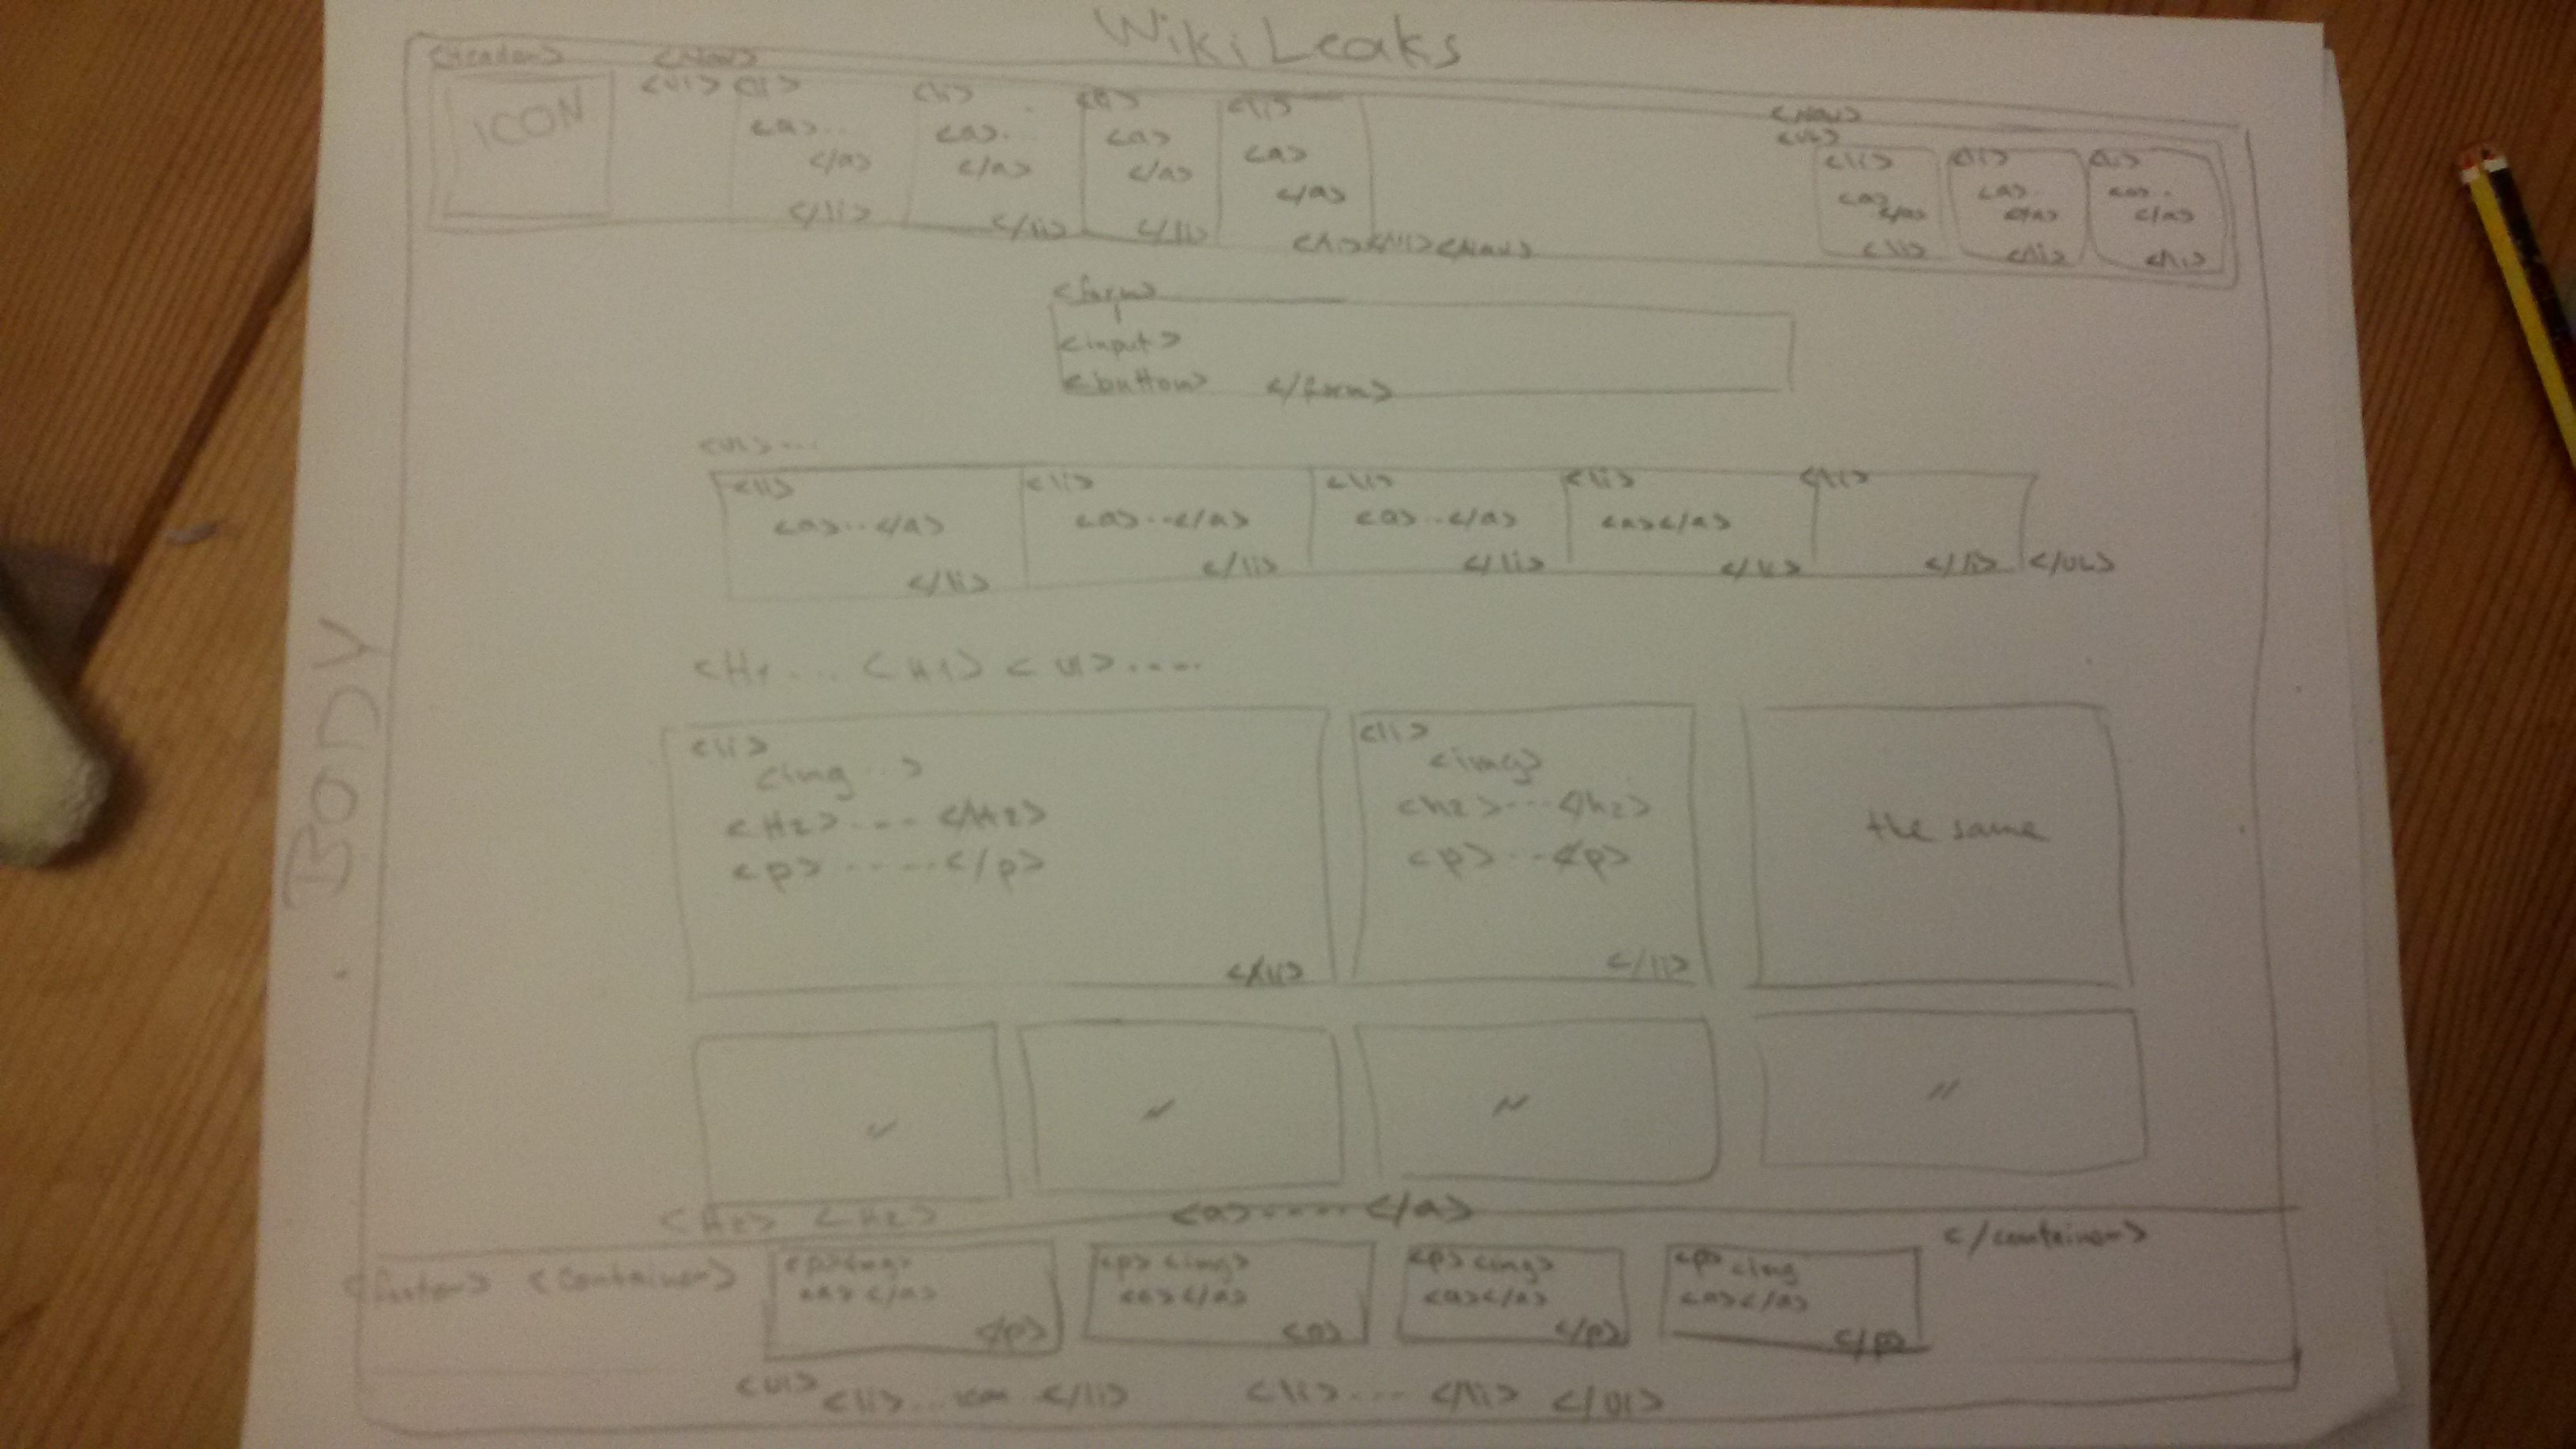 WikiLeaks
<header> <Nav>
ICON
<ul> <li> <li> <li> <li>
<a>... <a>.. <a> <a>
</a> </a> </a> </a>
</li> </li> </li> </li></ul></Nav>
<Nav>
<ul>
<li> <li> <li>
<a> <a>. <a>..
</a> </a> </a>
<li> </li> </li>
<form>
<input>
<button> </form>
<ul>...
<li> <li> <li> <li> <li>
<a>..</a> <a>..</a> <a>..</a> <a></a>
</li> </li> </li> </li> </li> </ul>
BODY
<H1... <H1> <ul>....
<li> <li>
<img..> <img>
<H2>.... </H2> <h2>...</h2>
<p>......</p> <p>...</p>
the same
</li> </li>
" " " "
<H2> <H2> <a>......</a>
<footer> <container> </container>
<p><img> <p> <img> <p> <img> <p> <img
<a></a> <a></a> <a></a> <a></a>
</p> </p> </p>
<ul> <li>... </li> <li>.... </li> </ul>